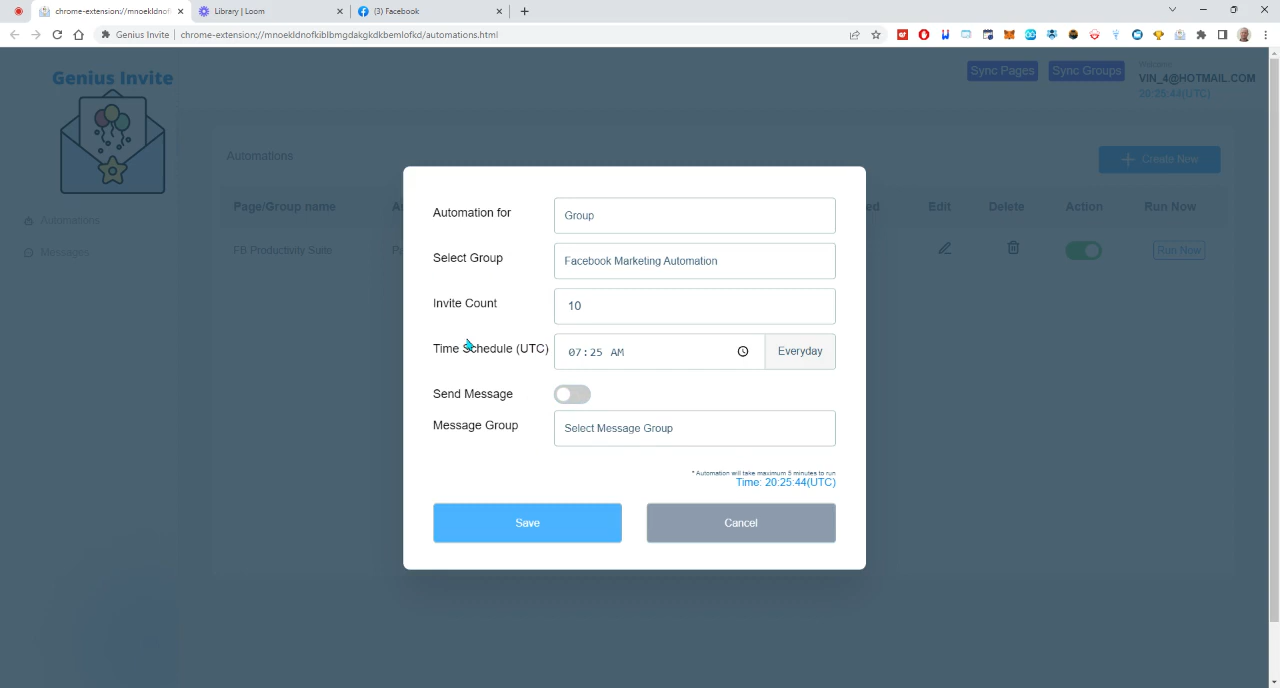 chrome-extension://mnoekldnof
Library | Loom
(3) Facebook
Genius Invite | chrome-extension://mnoekldnofkiblbmgdakgkdkbemlofkd/automations.html
Genius Invite
Sync Pages
Sync Groups
Welcome
VIN_4@HOTMAIL.COM
20:25:44(UTC)
Automations
Messages
Automations
Create New
Page/Group name
Edit
Delete
Action
Run Now
FB Productivity Suite
Run Now
Automation for
Group
Select Group
Facebook Marketing Automation
Invite Count
10
Time Schedule (UTC)
07:25 AM
Everyday
Send Message
Message Group
Select Message Group
* Automation will take maximum 5 minutes to run
Time: 20:25:44(UTC)
Save
Cancel